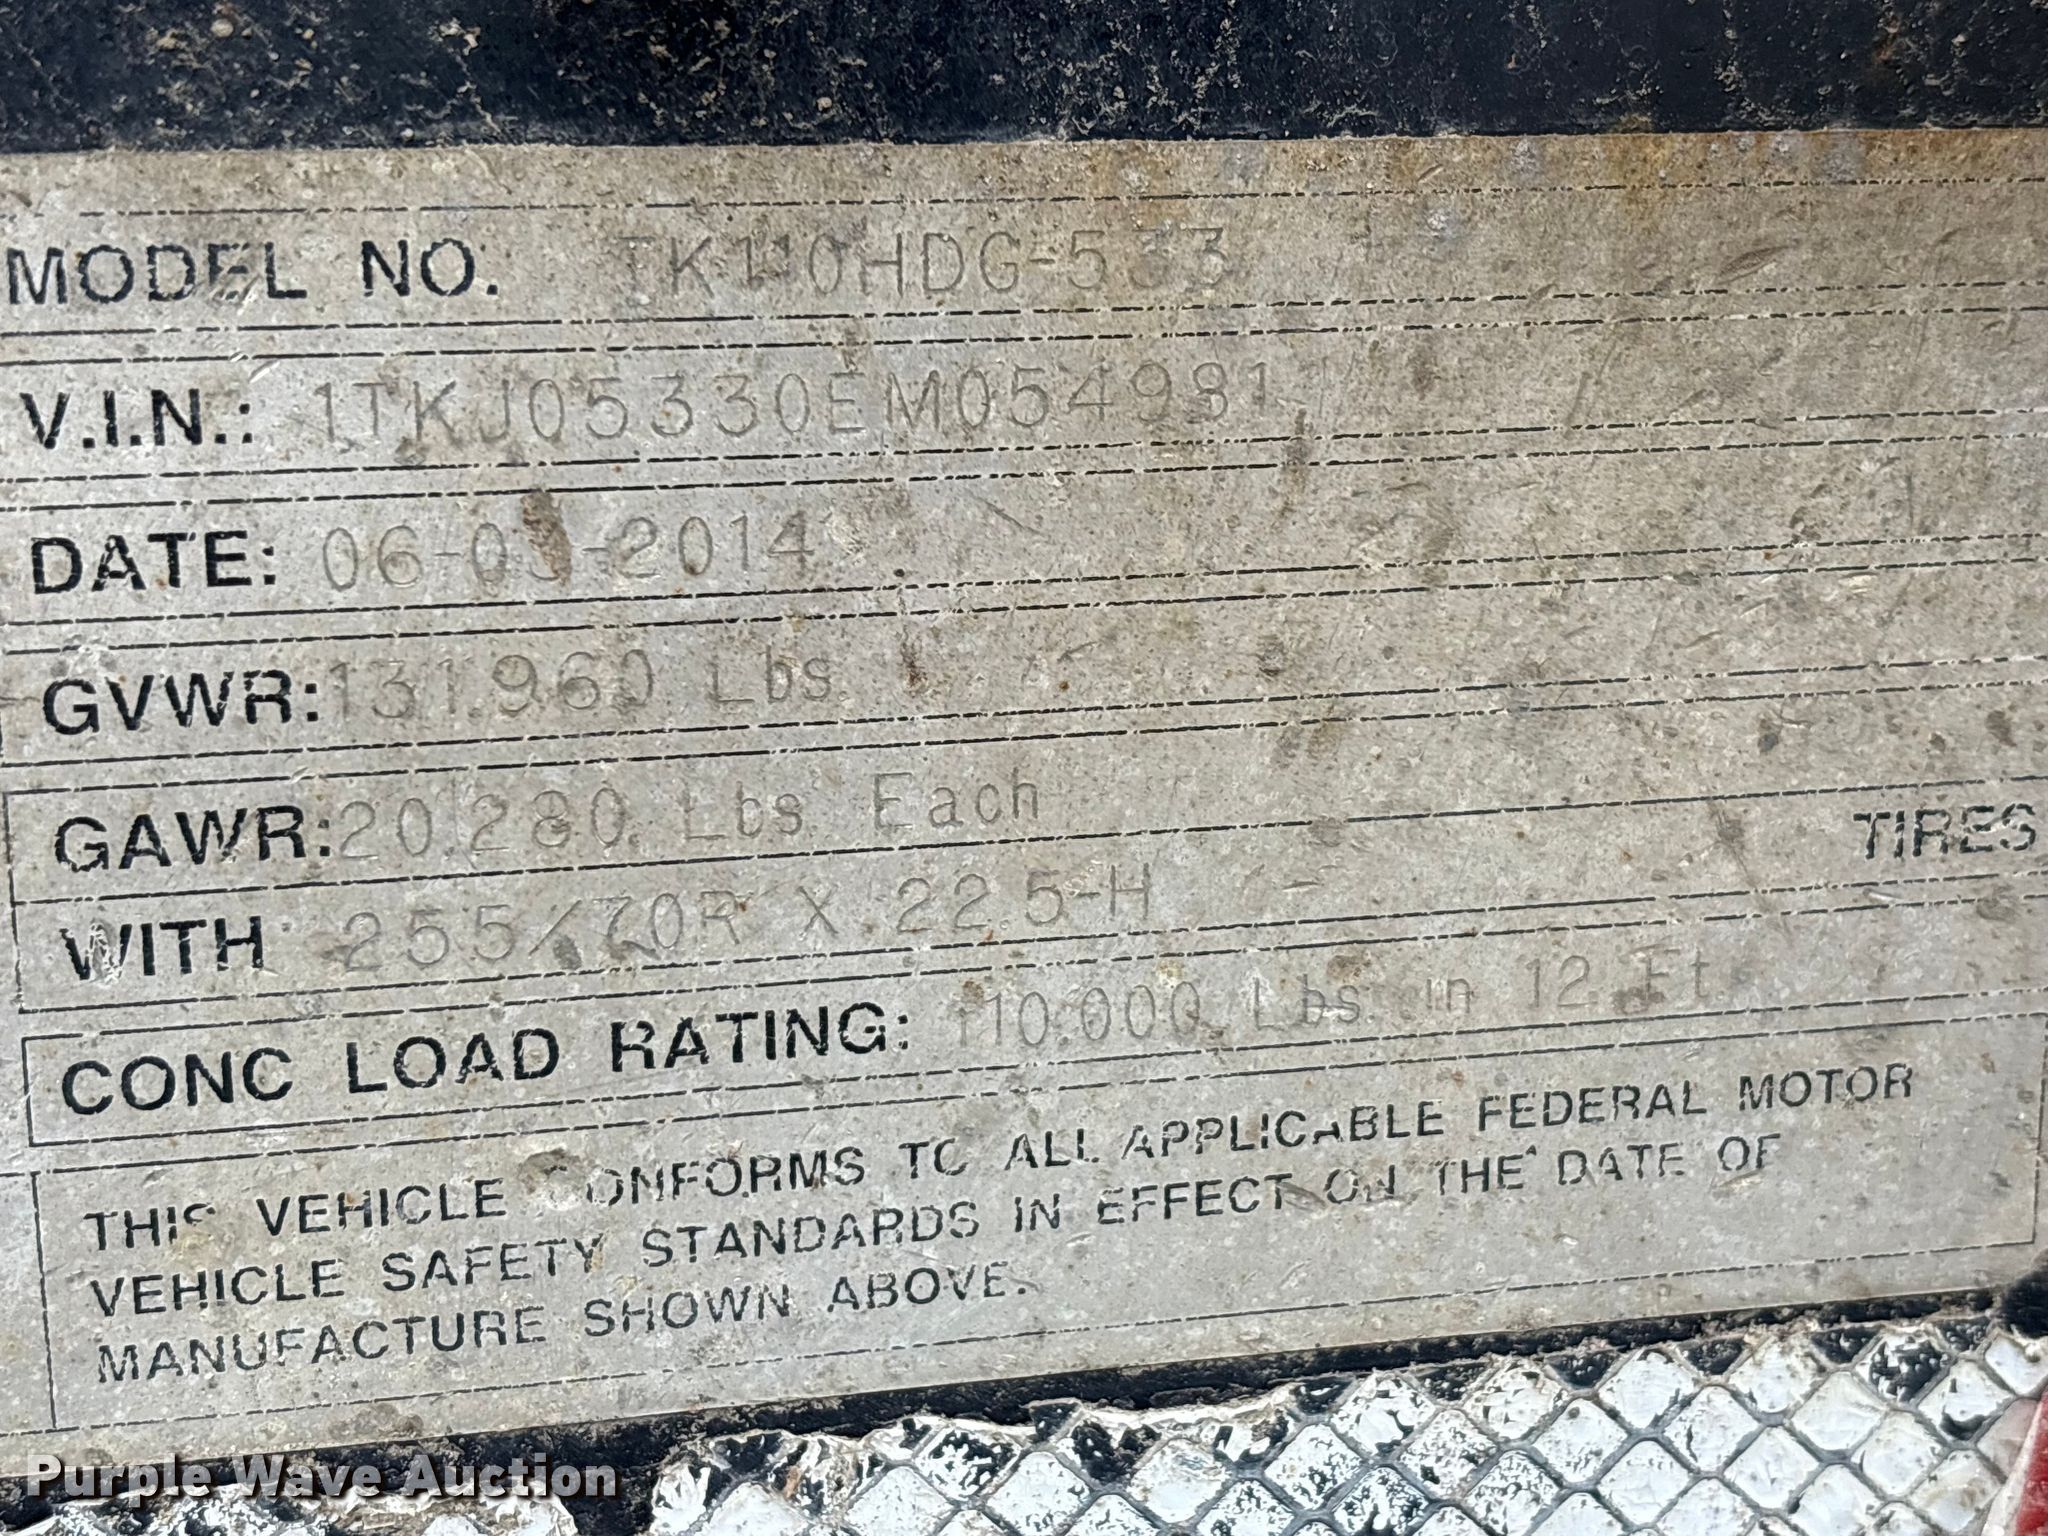 MODEL NO. TK110HDG-533
V.I.N.: 1TKJ05330EM054981
DATE: 2014
GVWR: 131,960 Lbs.
GAWR: 20,280 Lbs. Each
WITH 255/70R X 22.5-H TIRES
CONC LOAD RATING: 110,000 Lbs. in 12 Ft.
THIS VEHICLE CONFORMS TO ALL APPLICABLE FEDERAL MOTOR
VEHICLE SAFETY STANDARDS IN EFFECT ON THE DATE OF
MANUFACTURE SHOWN ABOVE.
Purple Wave Auction